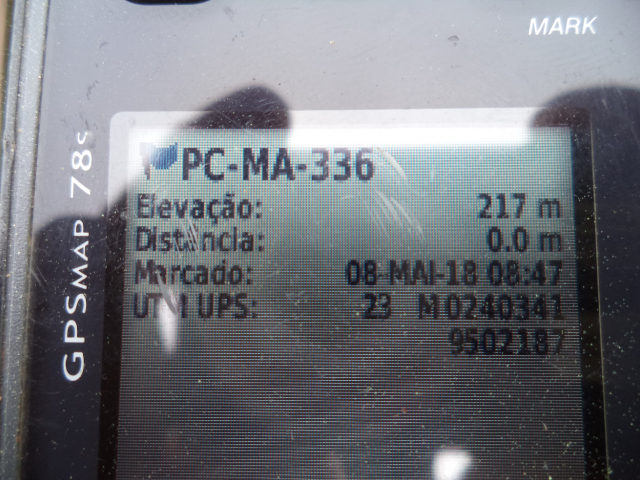 MARK
GPSMAP 78s
PC-MA-336
Elevação: 217 m
Distância: 0.0 m
Marcado: 08-MAI-18 08:47
UTM UPS: 23 M 0240341
9502187